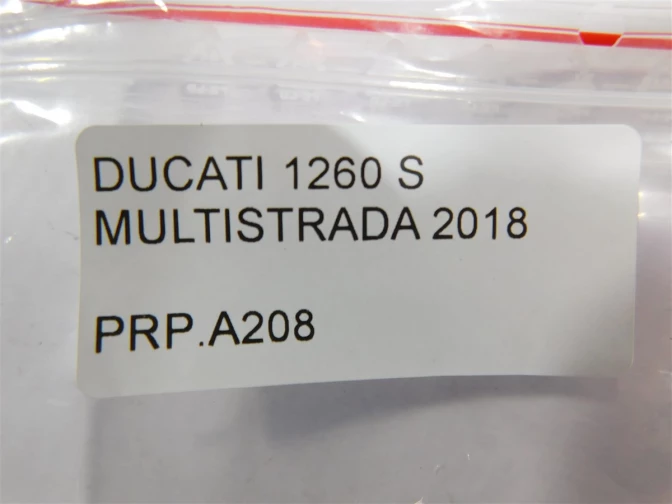 DUCATI 1260 S
MULTISTRADA 2018
PRP.A208